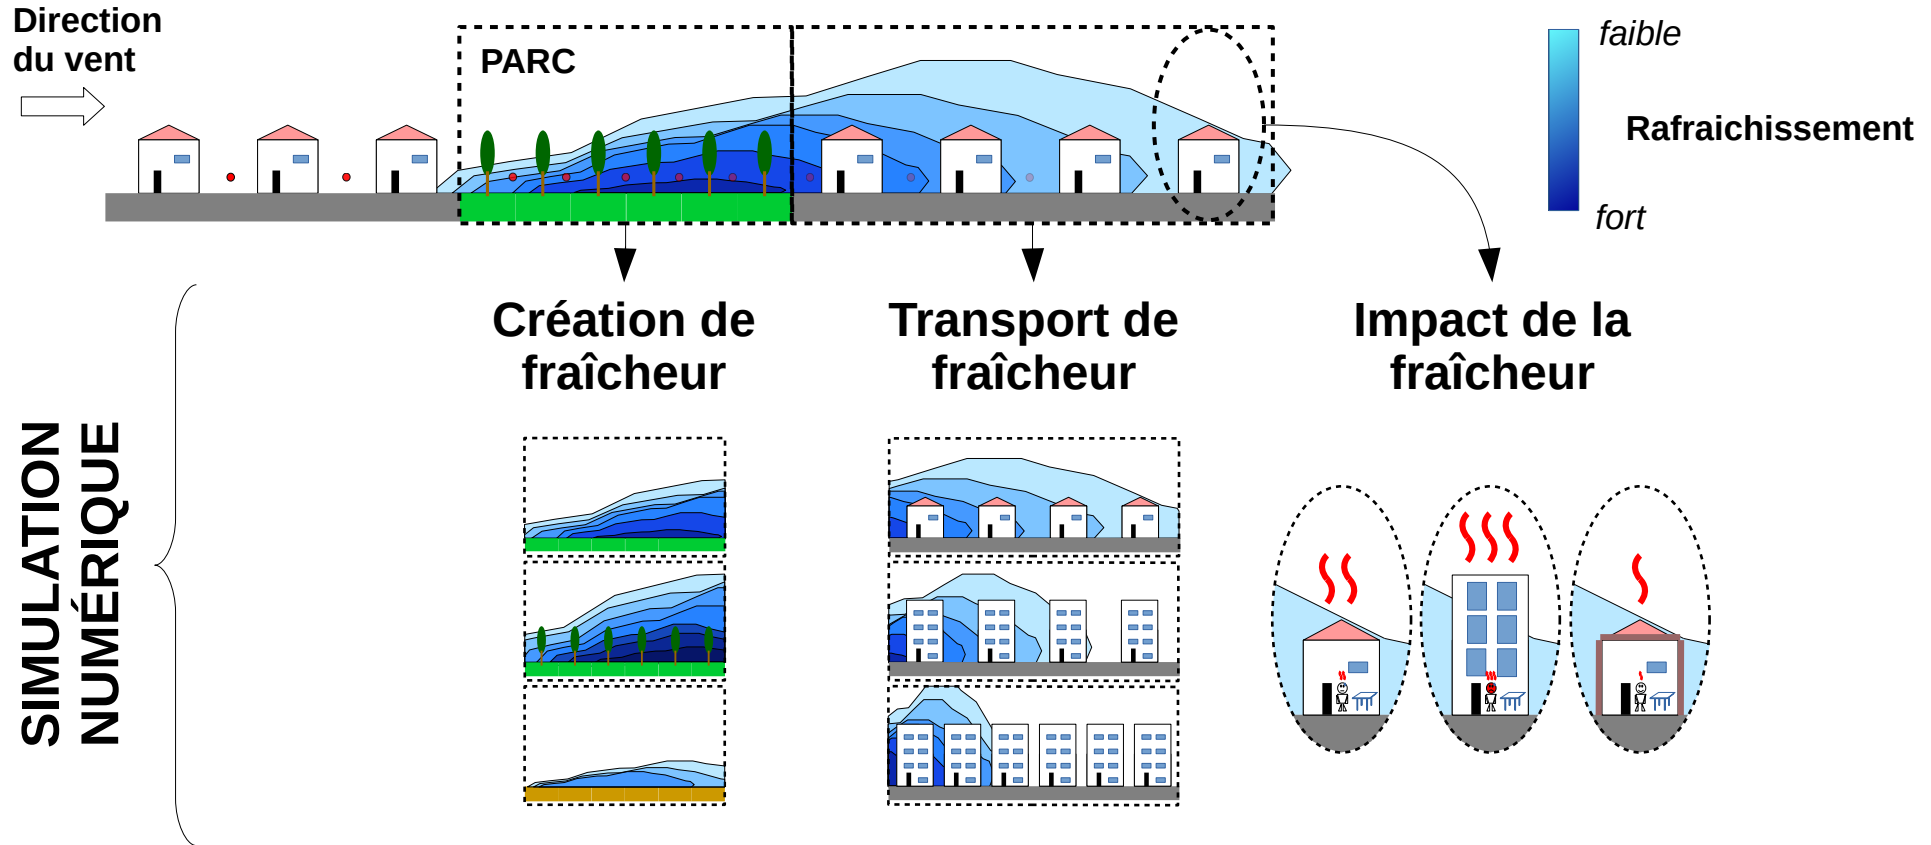 Direction
du vent
PARC
faible
Rafraichissement
fort
Création de
fraîcheur
Transport de
fraîcheur
Impact de la
fraîcheur
SIMULATION
NUMÉRIQUE